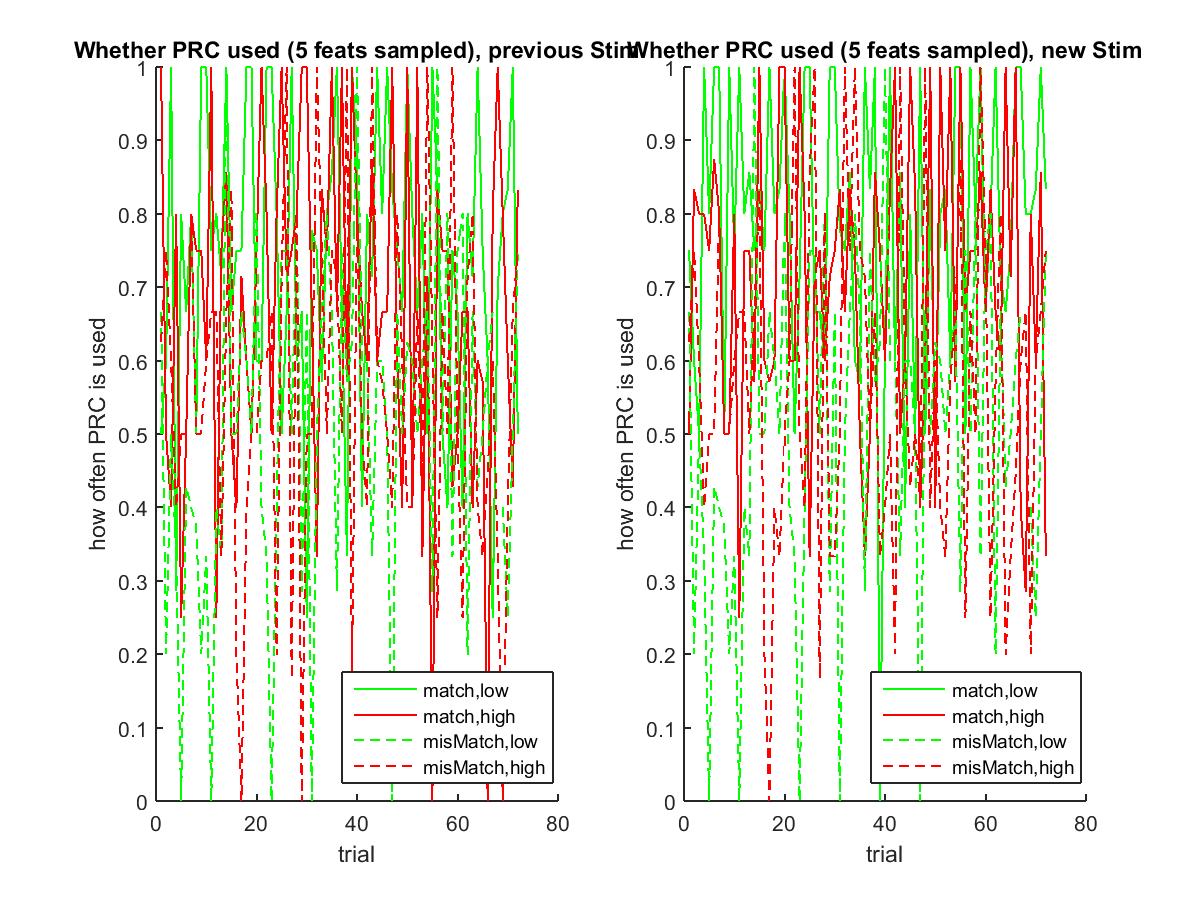 Whether PRC used (5 feats sampled), previous Stim
Whether PRC used (5 feats sampled), new Stim
how often PRC is used
1
0.9
0.8
0.7
0.6
0.5
0.4
0.3
0.2
0.1
0
0
20
40
60
80
trial
match,low
match,high
misMatch,low
misMatch,high
how often PRC is used
1
0.9
0.8
0.7
0.6
0.5
0.4
0.3
0.2
0.1
0
0
20
40
60
80
trial
match,low
match,high
misMatch,low
misMatch,high